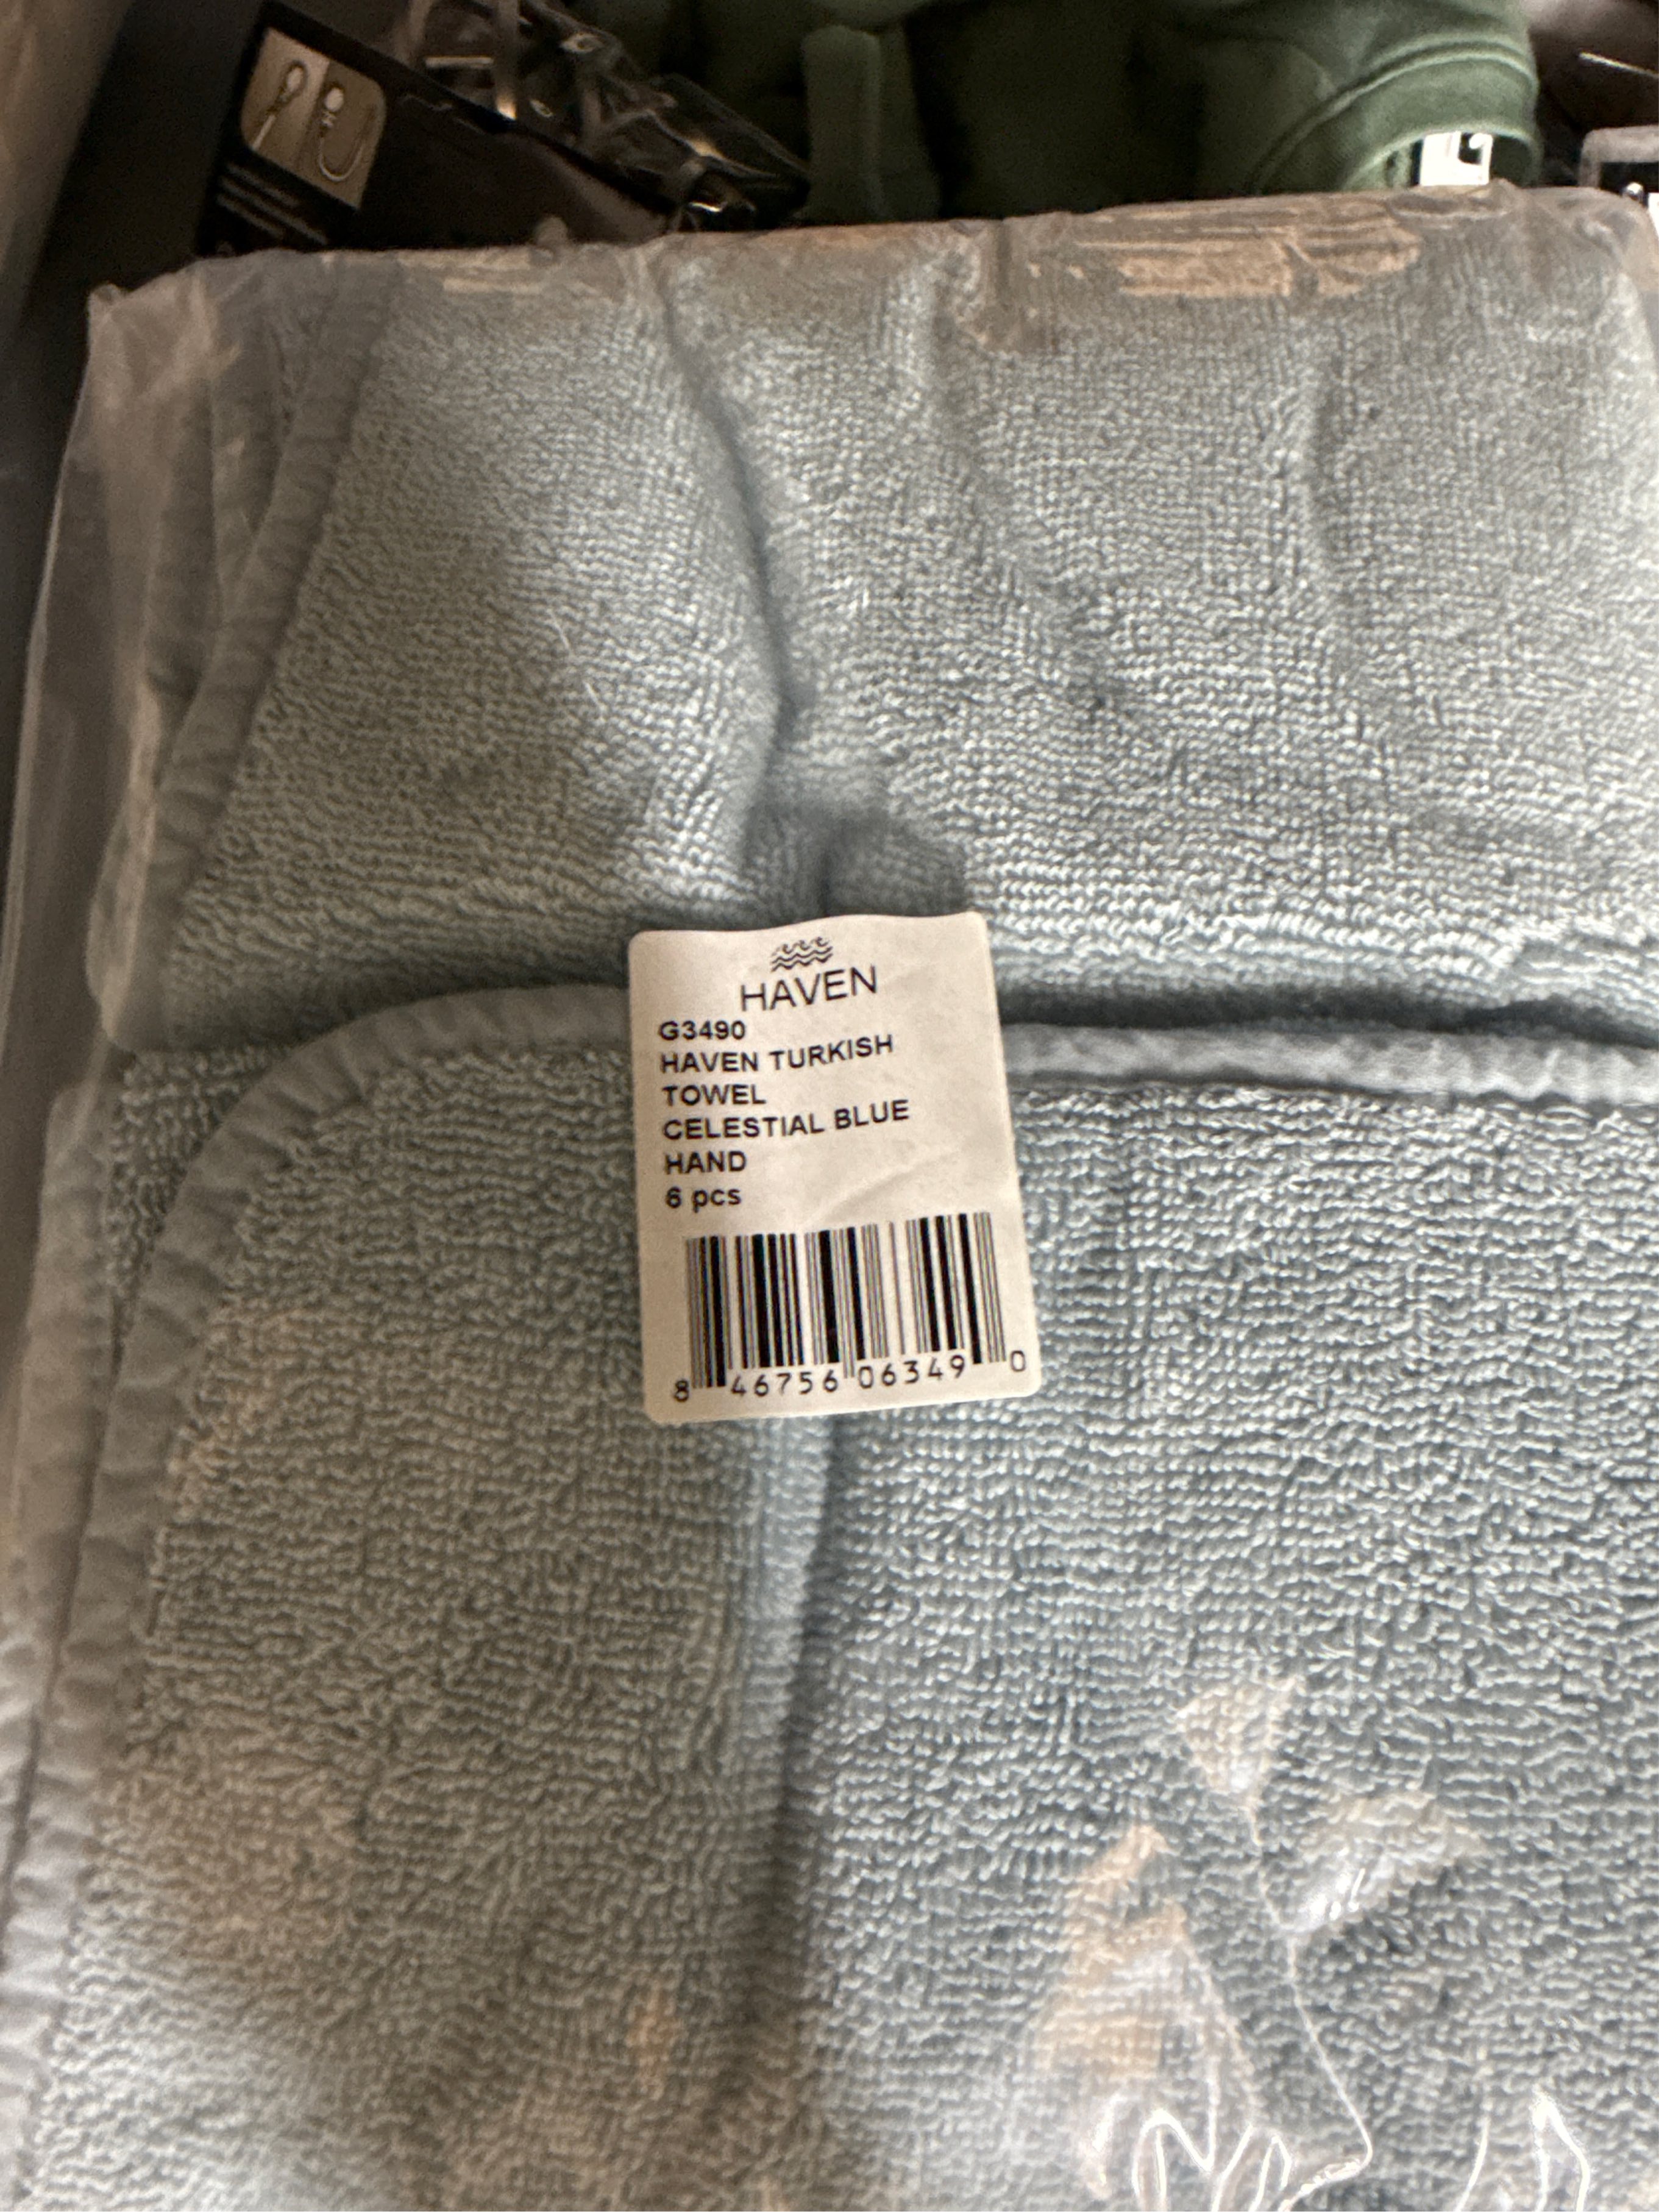 HAVEN
G3490
HAVEN TURKISH
TOWEL
CELESTIAL BLUE
HAND
6 pcs
8 46756 06349 0